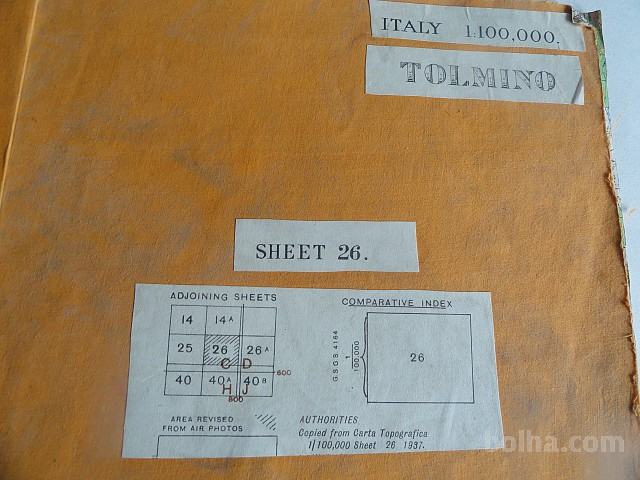 ITALY 1:100,000.
TOLMINO
SHEET 26.
ADJOINING SHEETS
14 14A
25 26 26A
C D
600
40 40A 40B
H J
800
AREA REVISED
FROM AIR PHOTOS
COMPARATIVE INDEX
G.S.G.S. 4164
1
100,000
26
AUTHORITIES
Copied from Carta Topografica
1/100,000 Sheet 26 1937.
bolha.com